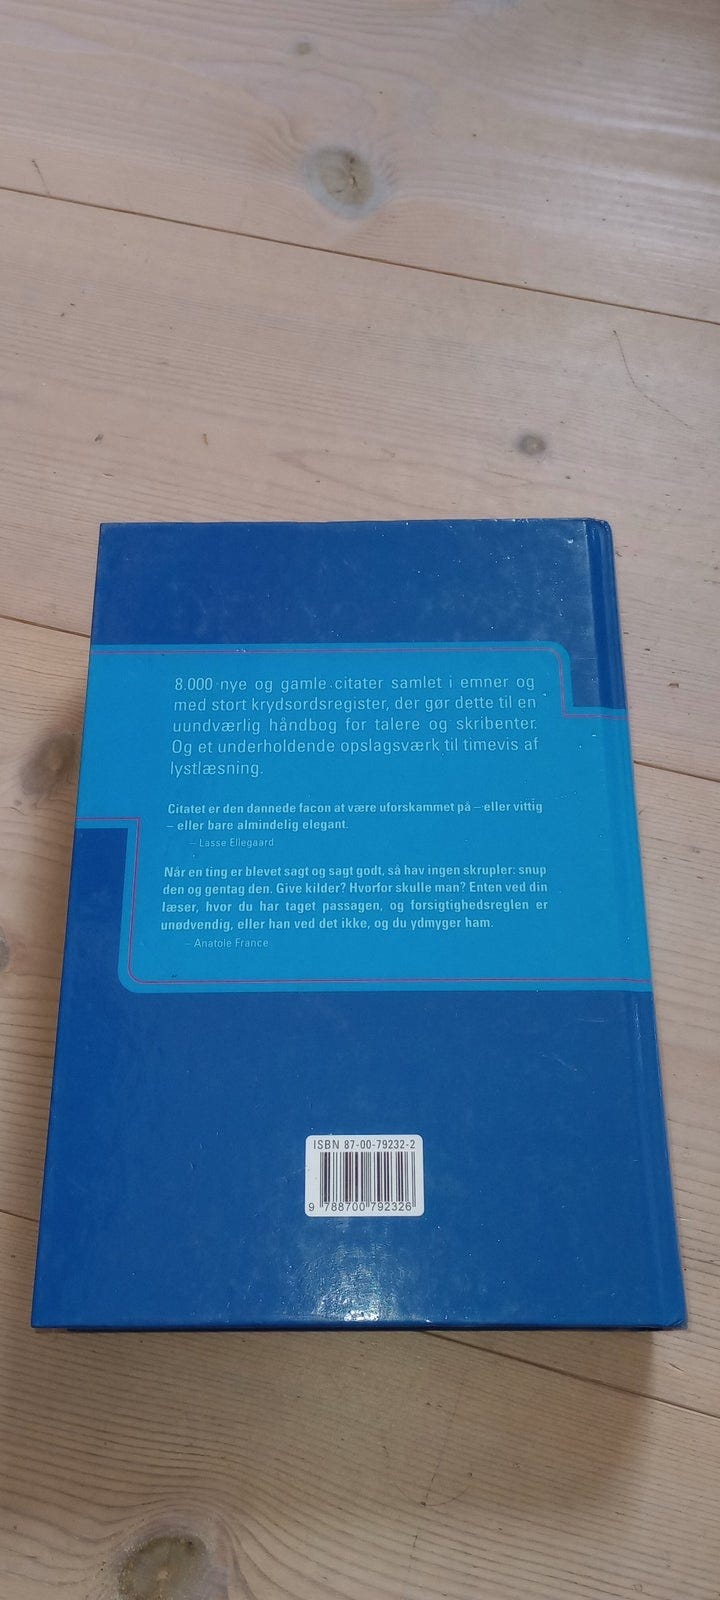 8.000 nye og gamle citater samlet i emner og
med stort krydsordsregister, der gør dette til en
uundværlig håndbog for talere og skribenter.
Og et underholdende opslagsværk til timevis af
lystlæsning.
Citatet er den dannede facon at være uforskammet på – eller vittig
– eller bare almindelig elegant.
– Lasse Ellegaard
Når en ting er blevet sagt og sagt godt, så hav ingen skrupler: snup
den og gentag den. Give kilder? Hvorfor skulle man? Enten ved din
læser, hvor du har taget passagen, og forsigtighedsreglen er
unødvendig, eller han ved det ikke, og du ydmyger ham.
– Anatole France
ISBN 87-00-79232-2
9 788700 792326